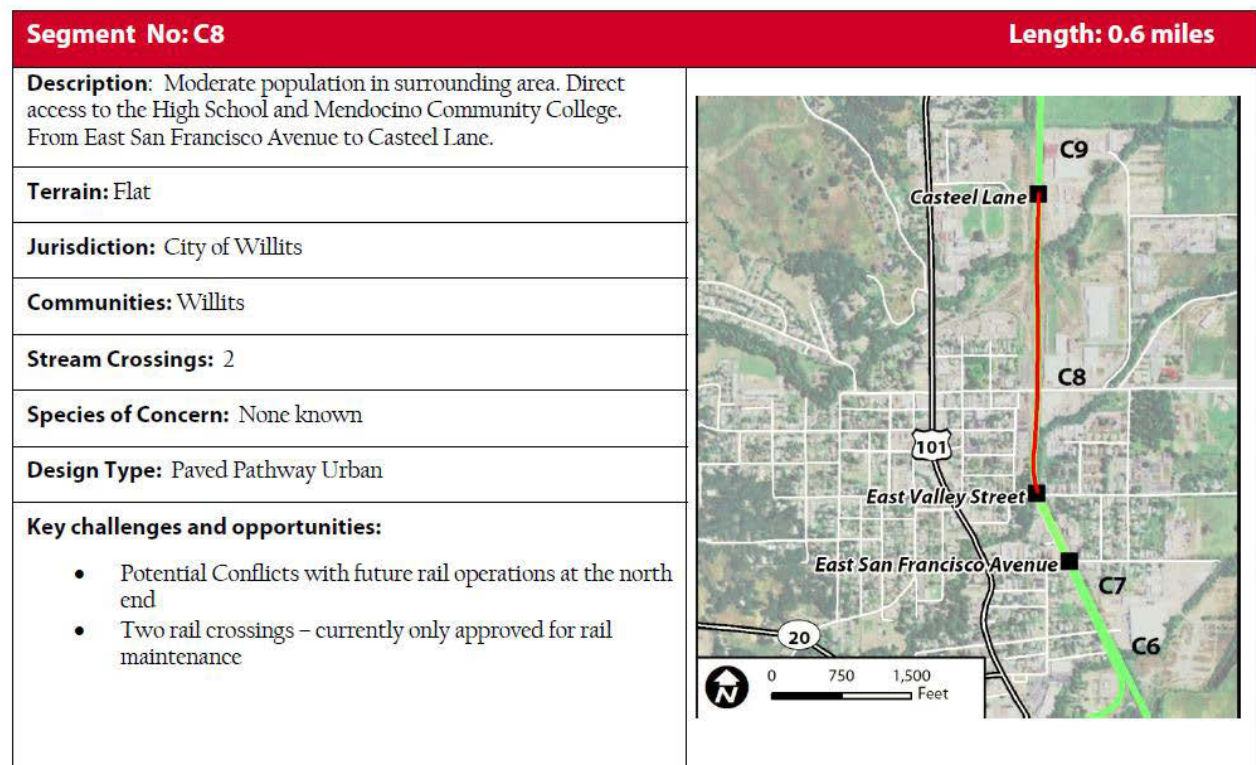 Segment No: C8
Length: 0.6 miles
Description: Moderate population in surrounding area. Direct
access to the High School and Mendocino Community College.
From East San Francisco Avenue to Casteel Lane.
Terrain: Flat
Jurisdiction: City of Willits
Communities: Willits
Stream Crossings: 2
Species of Concern: None known
Design Type: Paved Pathway Urban
Key challenges and opportunities:
• Potential Conflicts with future rail operations at the north
end
• Two rail crossings – currently only approved for rail
maintenance
C9
Casteel Lane
C8
101
East Valley Street
East San Francisco Avenue
C7
C6
20
N
0 750 1,500
Feet